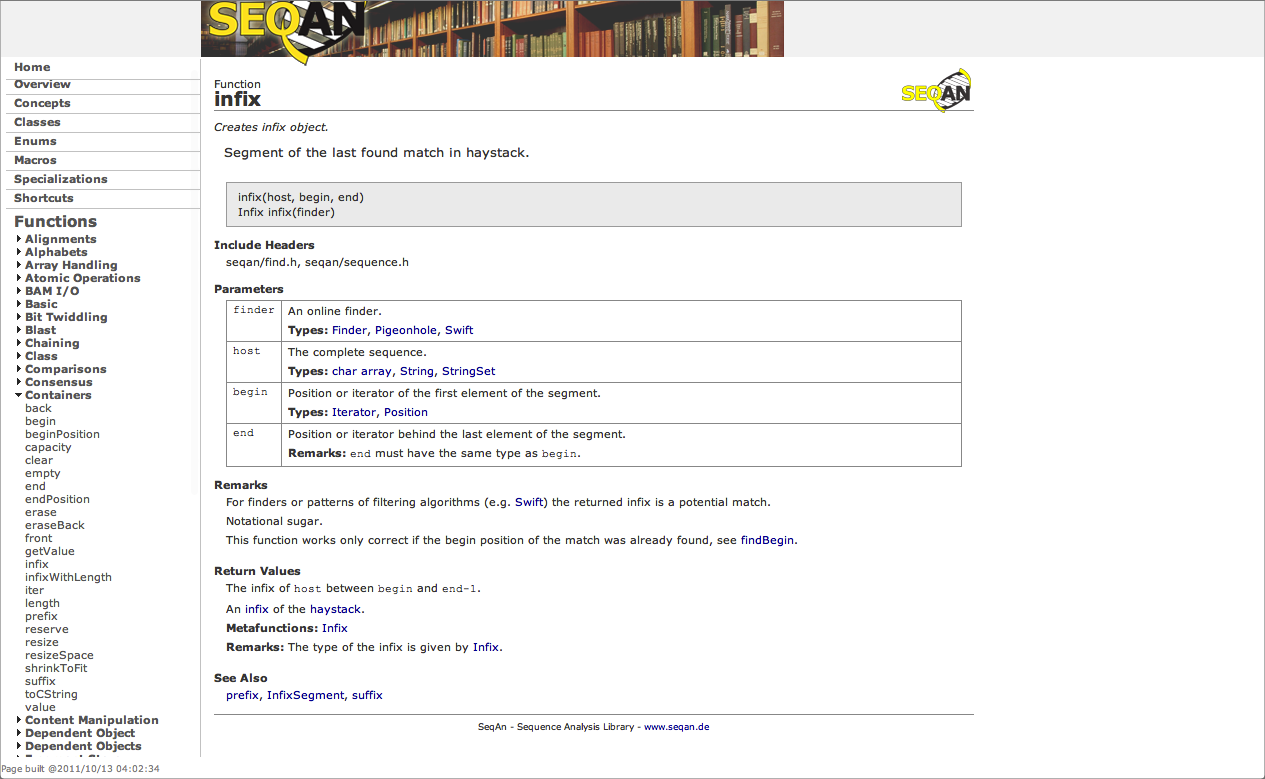 SEQAN
Home
Overview
Concepts
Classes
Enums
Macros
Specializations
Shortcuts
Functions
Alignments
Alphabets
Array Handling
Atomic Operations
BAM I/O
Basic
Bit Twiddling
Blast
Chaining
Class
Comparisons
Consensus
Containers
back
begin
beginPosition
capacity
clear
empty
end
endPosition
erase
eraseBack
front
getValue
infix
infixWithLength
iter
length
prefix
reserve
resize
resizeSpace
shrinkToFit
suffix
toCString
value
Content Manipulation
Dependent Object
Dependent Objects
Page built @2011/10/13 04:02:34
Function
infix
SEQAN
Creates infix object.
Segment of the last found match in haystack.
infix(host, begin, end)
Infix infix(finder)
Include Headers
seqan/find.h, seqan/sequence.h
Parameters
finder An online finder.
Types: Finder, Pigeonhole, Swift
host The complete sequence.
Types: char array, String, StringSet
begin Position or iterator of the first element of the segment.
Types: Iterator, Position
end Position or iterator behind the last element of the segment.
Remarks: end must have the same type as begin.
Remarks
For finders or patterns of filtering algorithms (e.g. Swift) the returned infix is a potential match.
Notational sugar.
This function works only correct if the begin position of the match was already found, see findBegin.
Return Values
The infix of host between begin and end-1.
An infix of the haystack.
Metafunctions: Infix
Remarks: The type of the infix is given by Infix.
See Also
prefix, InfixSegment, suffix
SeqAn - Sequence Analysis Library - www.seqan.de